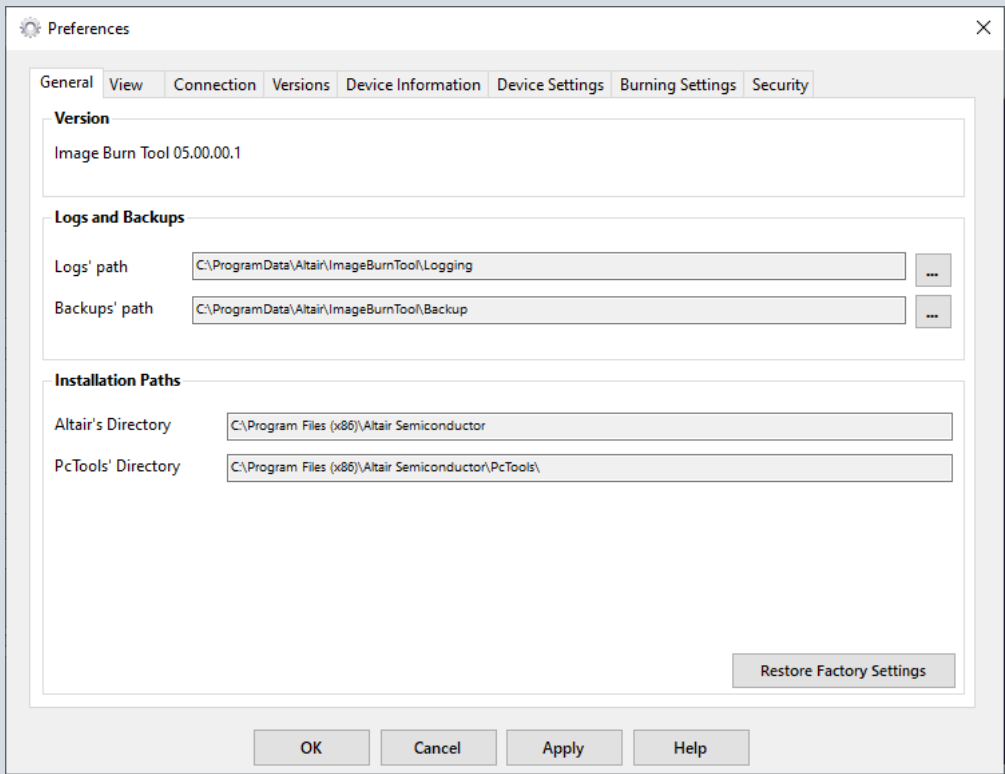 Preferences
General View Connection Versions Device Information Device Settings Burning Settings Security
Version
Image Burn Tool 05.00.00.1
Logs and Backups
Logs' path C:\ProgramData\Altair\ImageBurnTool\Logging ...
Backups' path C:\ProgramData\Altair\ImageBurnTool\Backup ...
Installation Paths
Altair's Directory C:\Program Files (x86)\Altair Semiconductor
PcTools' Directory C:\Program Files (x86)\Altair Semiconductor\PcTools\
Restore Factory Settings
OK Cancel Apply Help